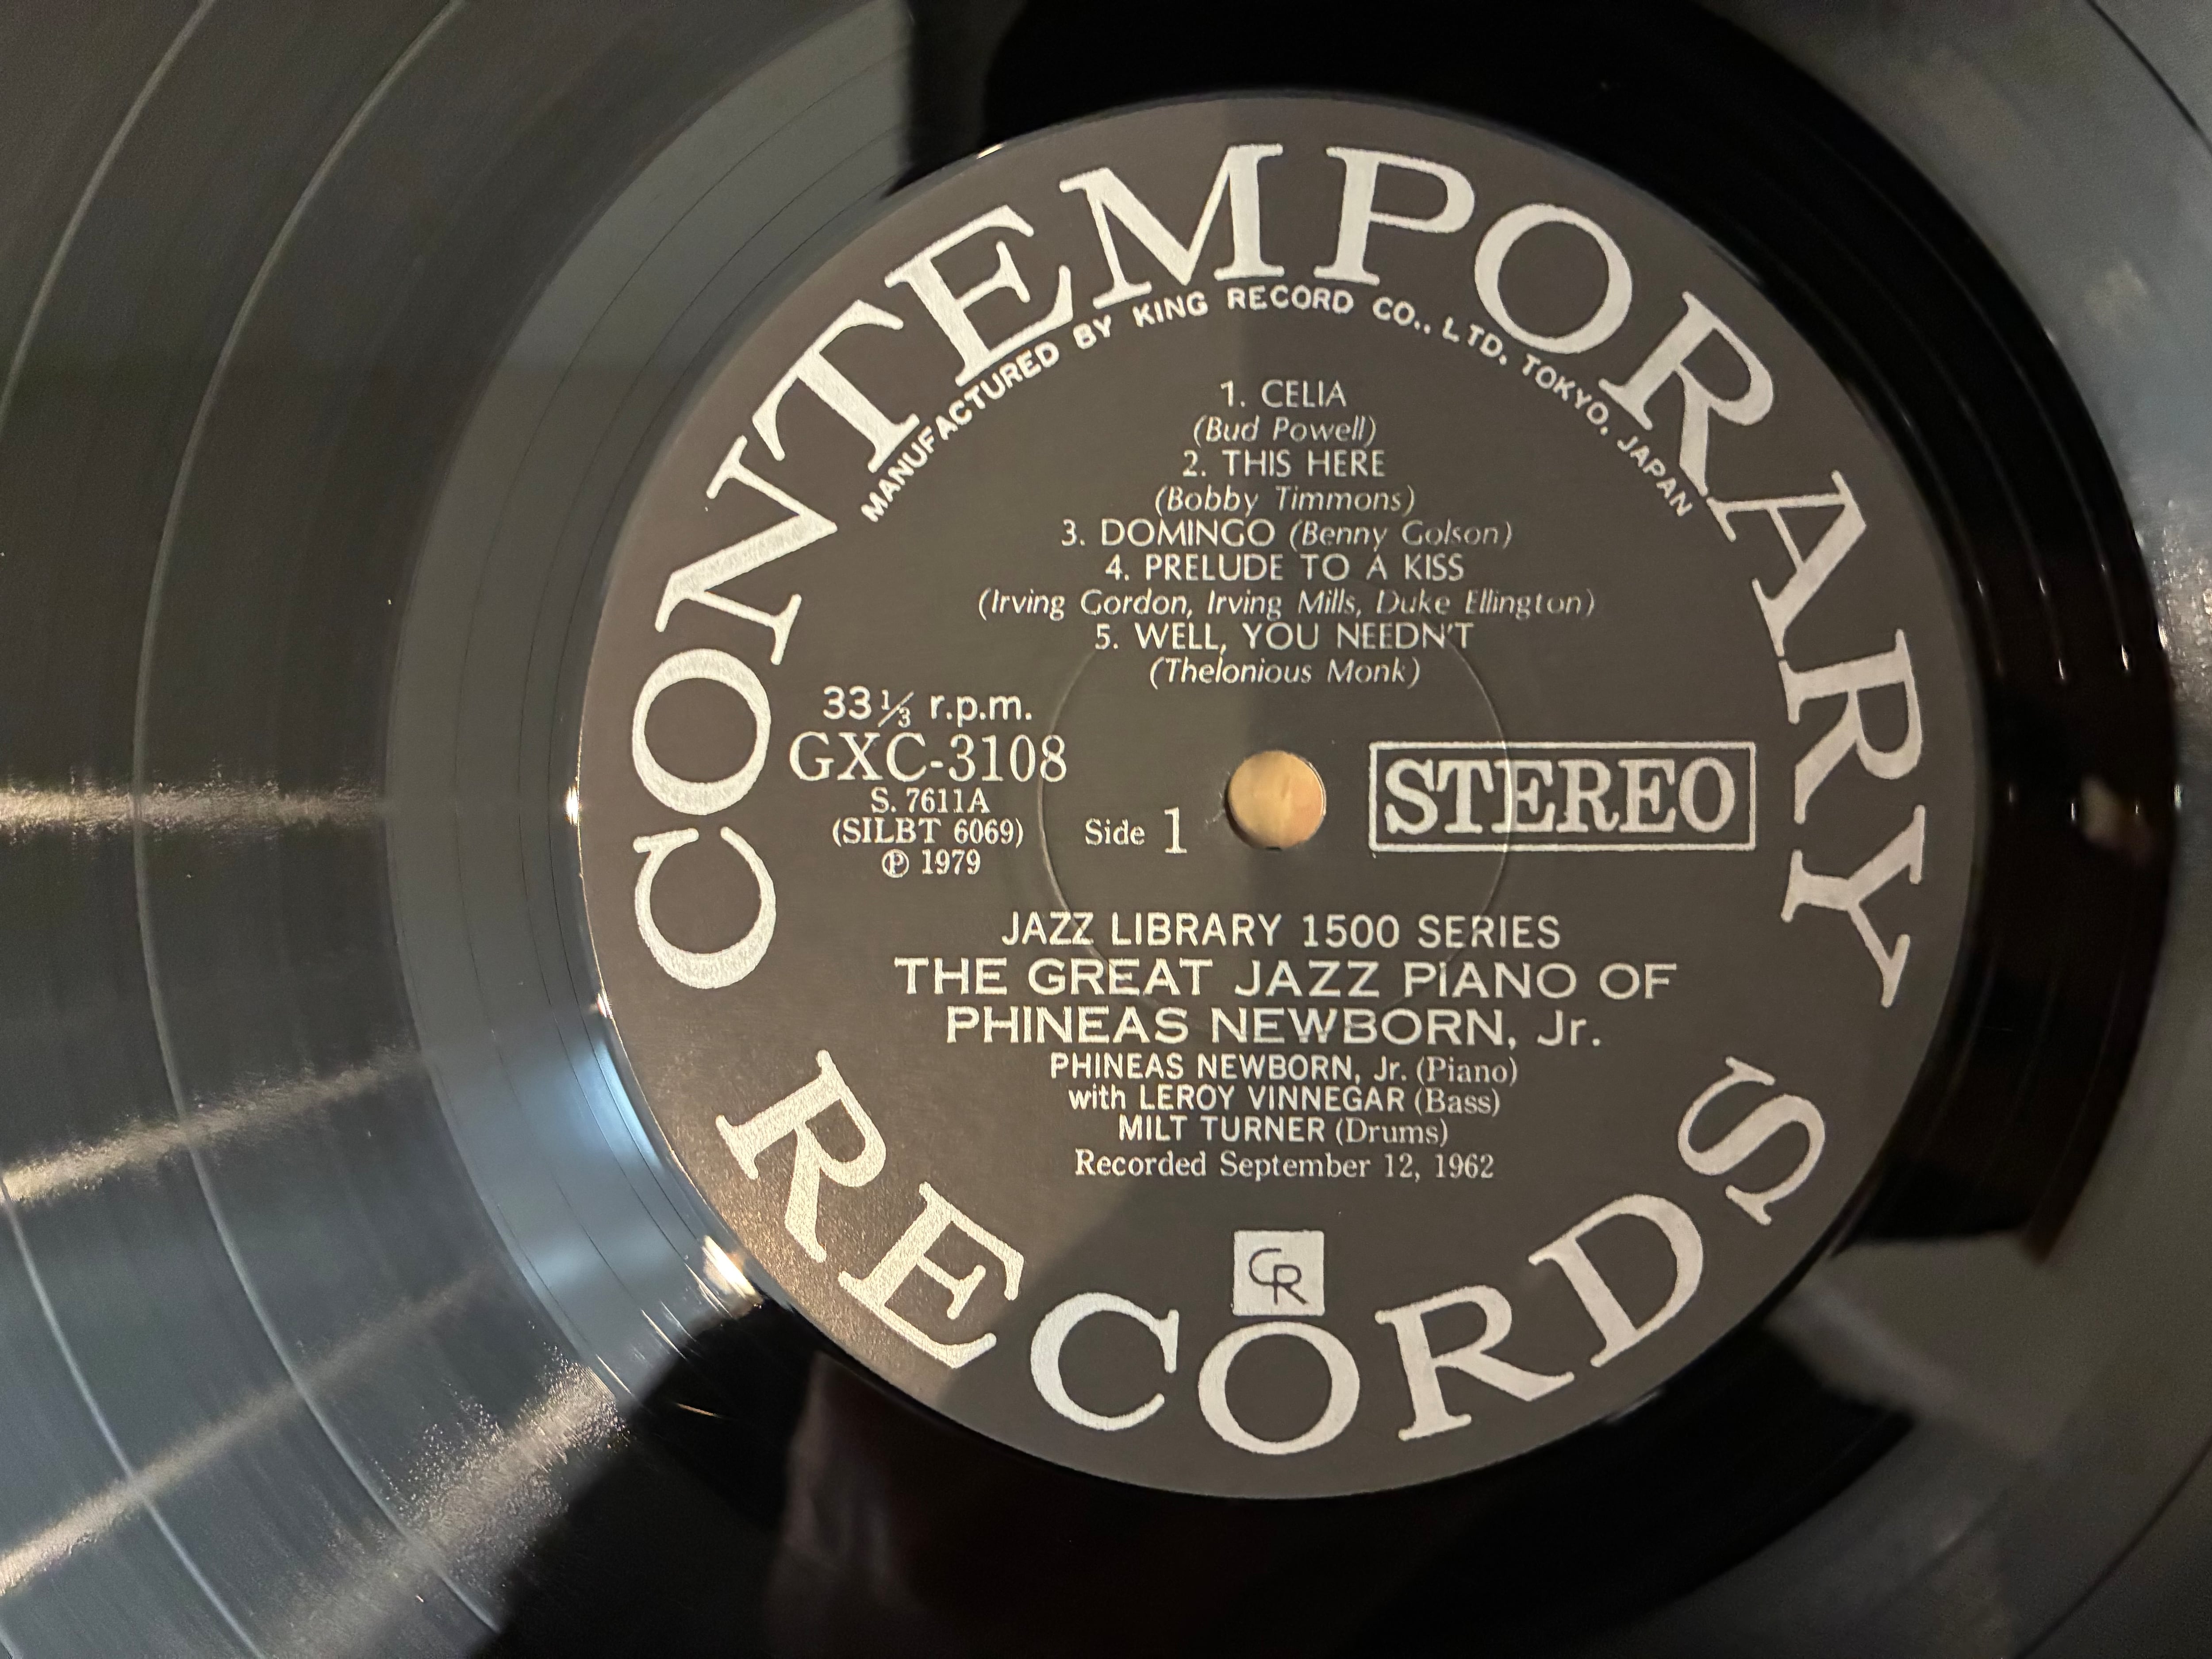 CONTEMPORARY
MANUFACTURED BY KING RECORD CO., LTD. TOKYO. JAPAN
1. CELIA
(Bud Powell)
2. THIS HERE
(Bobby Timmons)
3. DOMINGO (Benny Golson)
4. PRELUDE TO A KISS
(Irving Gordon, Irving Mills, Duke Ellington)
5. WELL, YOU NEEDN'T
(Thelonious Monk)
33 1/3 r.p.m.
GXC-3108
S. 7611A
(SILBT 6069)
℗ 1979
Side 1
STEREO
JAZZ LIBRARY 1500 SERIES
THE GREAT JAZZ PIANO OF
PHINEAS NEWBORN, Jr.
PHINEAS NEWBORN, Jr. (Piano)
with LEROY VINNEGAR (Bass)
MILT TURNER (Drums)
Recorded September 12, 1962
CR
RECORDS